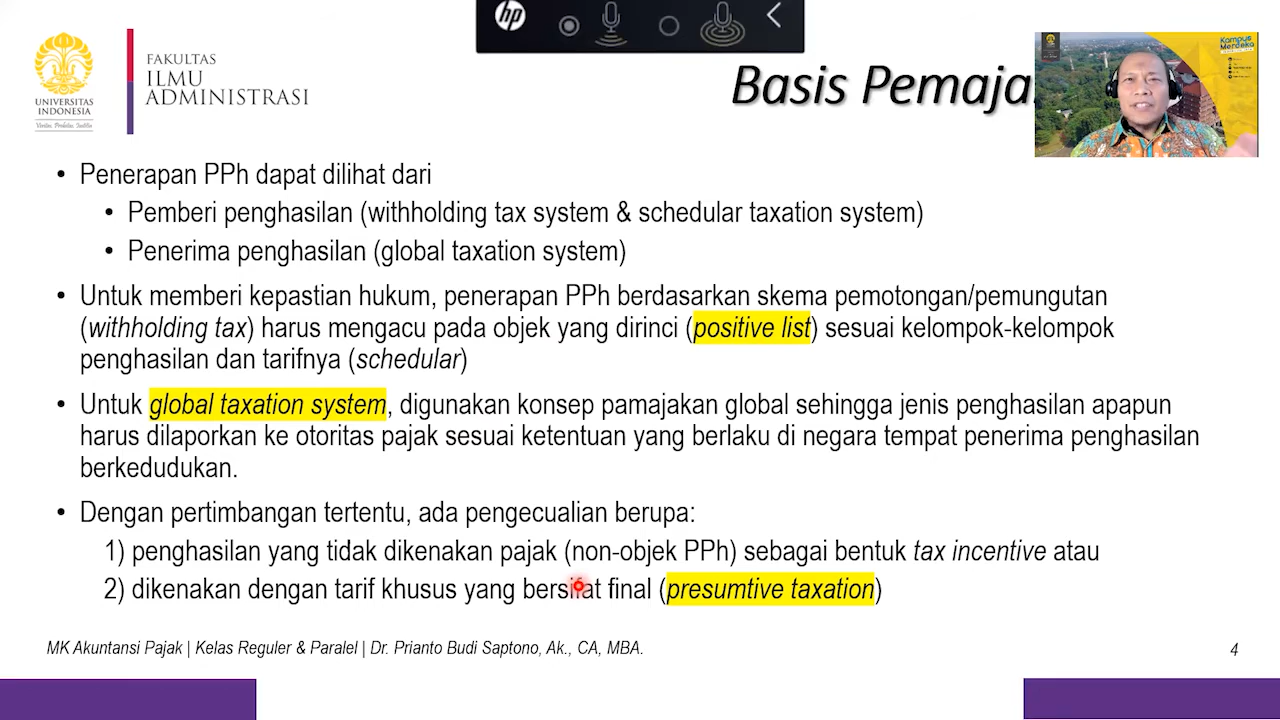 hp
UNIVERSITAS
INDONESIA
Veritas, Probitas, Iustitia
FAKULTAS
ILMU
ADMINISTRASI
Basis Pemaja
Kampus
Merdeka
• Penerapan PPh dapat dilihat dari
• Pemberi penghasilan (withholding tax system & schedular taxation system)
• Penerima penghasilan (global taxation system)
• Untuk memberi kepastian hukum, penerapan PPh berdasarkan skema pemotongan/pemungutan
(withholding tax) harus mengacu pada objek yang dirinci (positive list) sesuai kelompok-kelompok
penghasilan dan tarifnya (schedular)
• Untuk global taxation system, digunakan konsep pamajakan global sehingga jenis penghasilan apapun
harus dilaporkan ke otoritas pajak sesuai ketentuan yang berlaku di negara tempat penerima penghasilan
berkedudukan.
• Dengan pertimbangan tertentu, ada pengecualian berupa:
1) penghasilan yang tidak dikenakan pajak (non-objek PPh) sebagai bentuk tax incentive atau
2) dikenakan dengan tarif khusus yang bersifat final (presumtive taxation)
MK Akuntansi Pajak | Kelas Reguler & Paralel | Dr. Prianto Budi Saptono, Ak., CA, MBA.
4